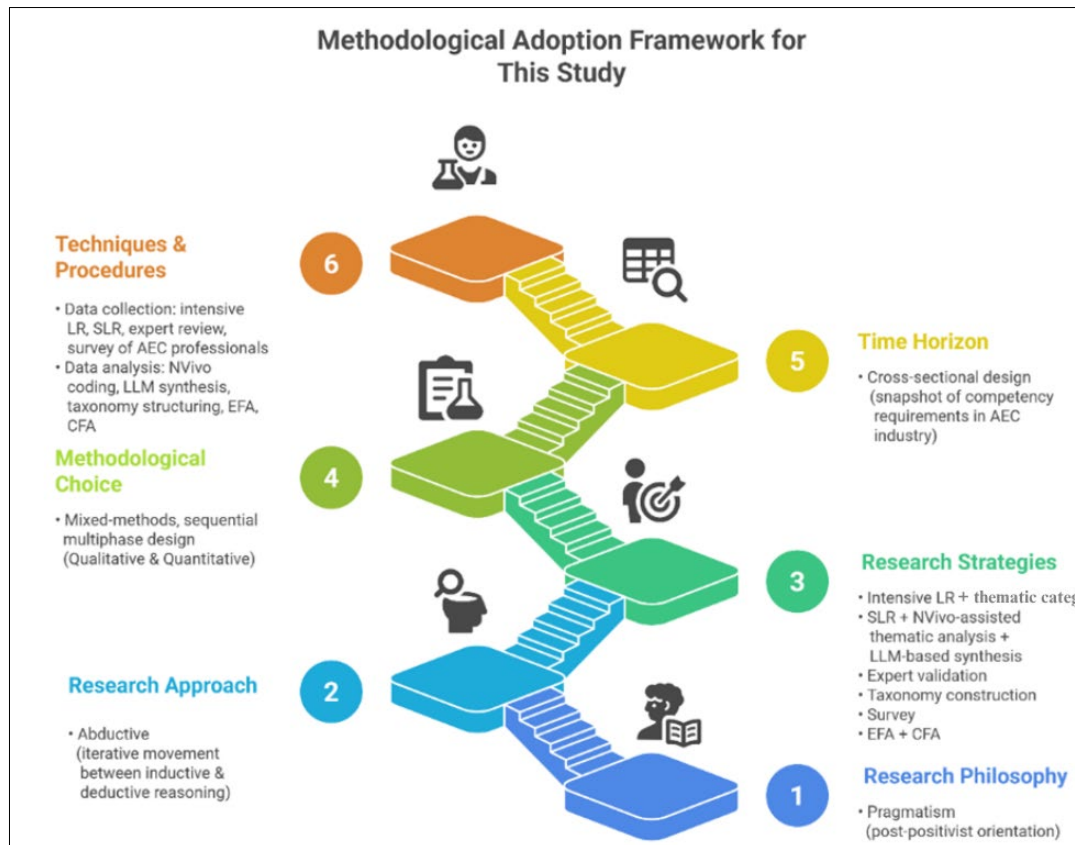 Methodological Adoption Framework for
This Study
Techniques &
Procedures
6
• Data collection: intensive
LR, SLR, expert review,
survey of AEC professionals
• Data analysis: NVivo
coding, LLM synthesis,
taxonomy structuring, EFA,
CFA
5
Time Horizon
• Cross-sectional design
(snapshot of competency
requirements in AEC
industry)
Methodological
Choice
4
• Mixed-methods, sequential
multiphase design
(Qualitative & Quantitative)
3
Research Strategies
• Intensive LR + thematic categ
• SLR + NVivo-assisted
thematic analysis +
LLM-based synthesis
• Expert validation
• Taxonomy construction
• Survey
• EFA + CFA
Research Approach
2
• Abductive
(iterative movement
between inductive &
deductive reasoning)
1
Research Philosophy
• Pragmatism
(post-positivist orientation)